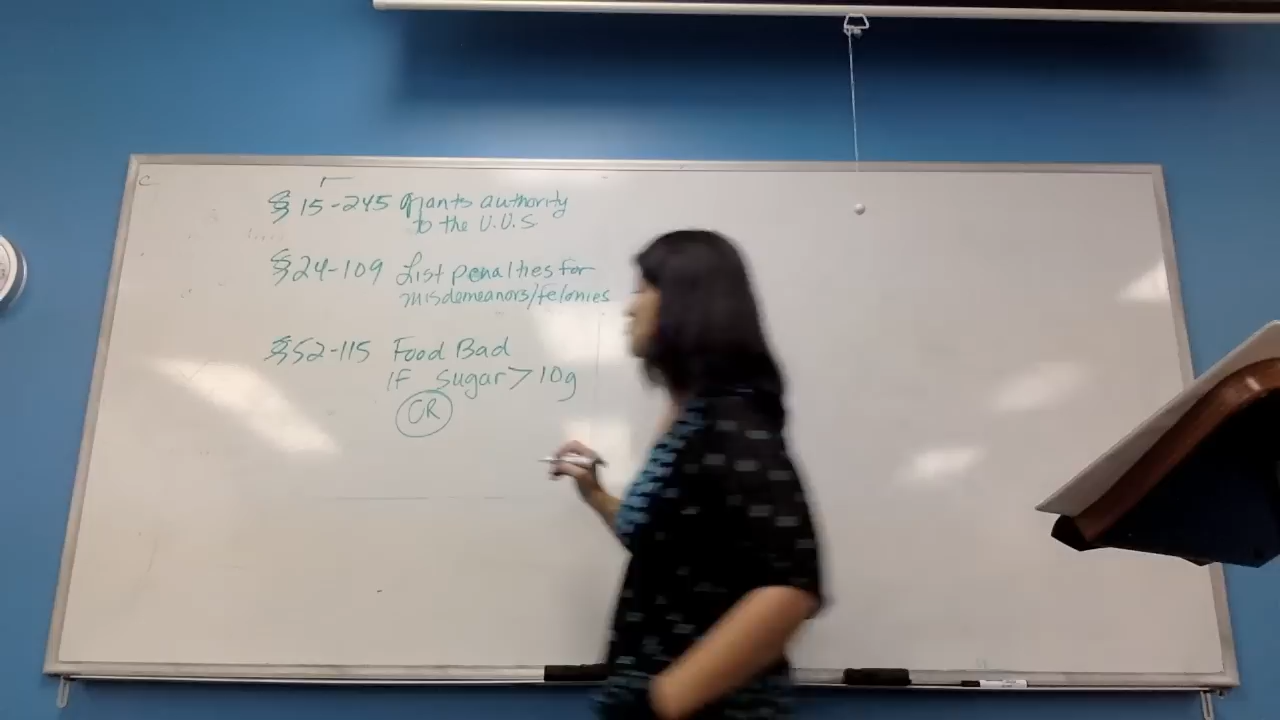 § 15-245 grants authority
to the U.U.S.
§ 24-109 List penalties for
misdemeanors/felonies
§ 52-115 Food Bad
IF Sugar > 10g
OR